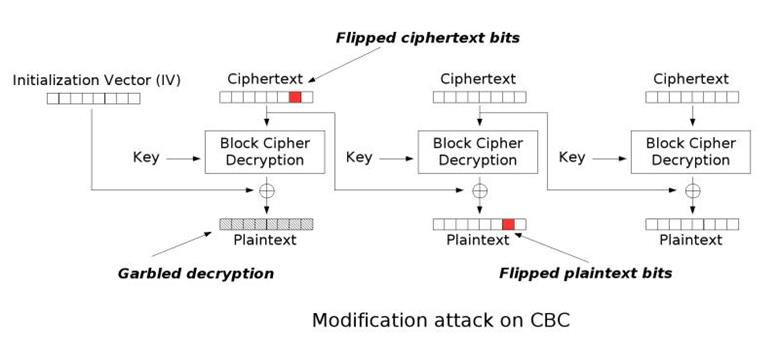 Flipped ciphertext bits
Initialization Vector (IV)
Ciphertext
Ciphertext
Ciphertext
Key
Block Cipher
Decryption
Key
Block Cipher
Decryption
Key
Block Cipher
Decryption
Plaintext
Plaintext
Plaintext
Garbled decryption
Flipped plaintext bits
Modification attack on CBC